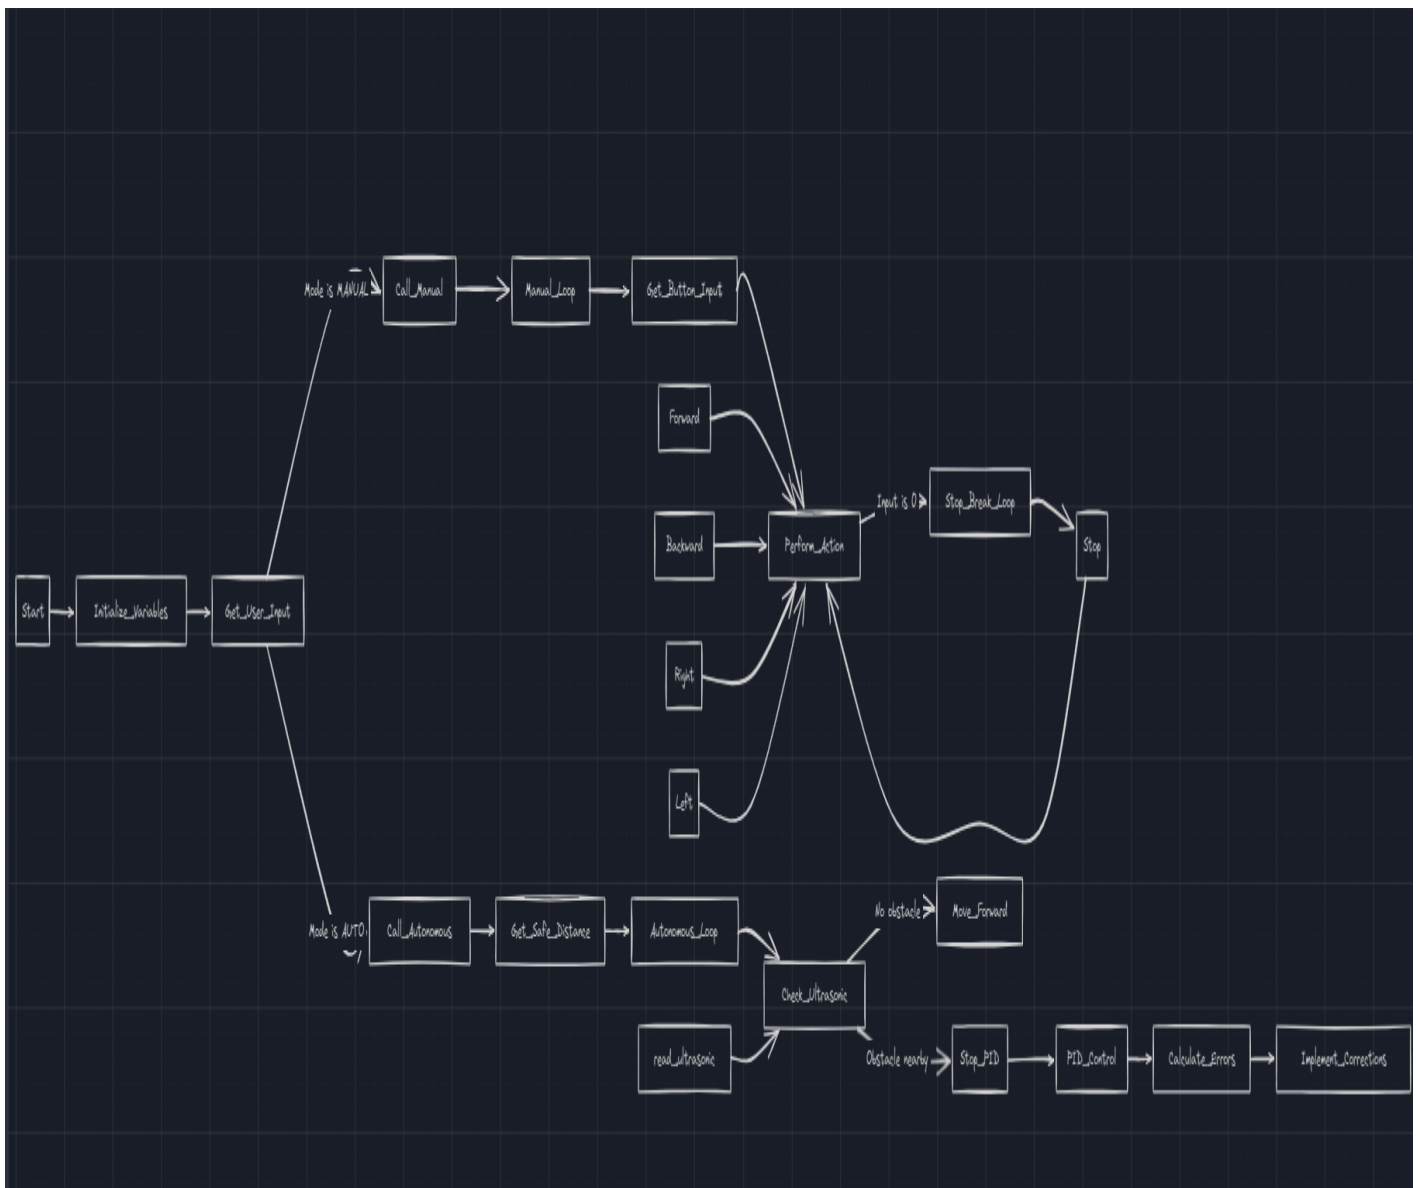 Mode is MANUAL
Call_Manual
Manual_Loop
Get_Button_Input
Forward
Input is 0
Stop_Break_Loop
Backward
Perform_Action
Stop
Start
Initialize_Variables
Get_User_Input
Right
Left
Mode is AUTO
Call_Autonomous
Get_Safe_Distance
Autonomous_Loop
No obstacle
Move_Forward
Check_Ultrasonic
read_ultrasonic
Obstacle nearby
Stop_PID
PID_Control
Calculate_Errors
Implement_Corrections